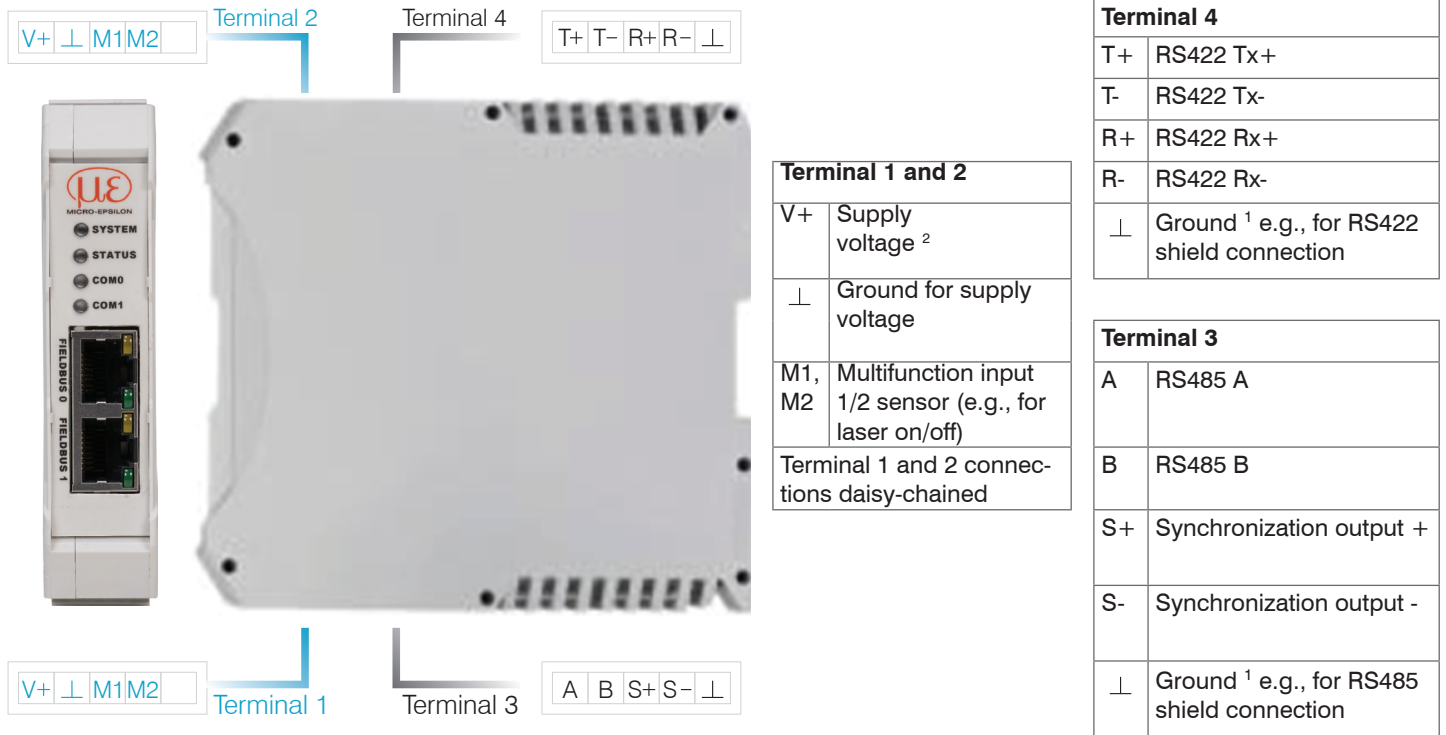 Terminal 2
V+ ⊥ M1 M2
Terminal 4
T+ T− R+ R− ⊥
με
MICRO-EPSILON
SYSTEM
STATUS
COM0
COM1
FIELDBUS 0
FIELDBUS 1
V+ ⊥ M1 M2
Terminal 1
Terminal 3
A B S+ S− ⊥
Terminal 1 and 2
V+ Supply
voltage ²
⊥ Ground for supply
voltage
M1, Multifunction input
M2 1/2 sensor (e.g., for
laser on/off)
Terminal 1 and 2 connec-
tions daisy-chained
Terminal 4
T+ RS422 Tx+
T- RS422 Tx-
R+ RS422 Rx+
R- RS422 Rx-
⊥ Ground ¹ e.g., for RS422
shield connection
Terminal 3
A RS485 A
B RS485 B
S+ Synchronization output +
S- Synchronization output -
⊥ Ground ¹ e.g., for RS485
shield connection